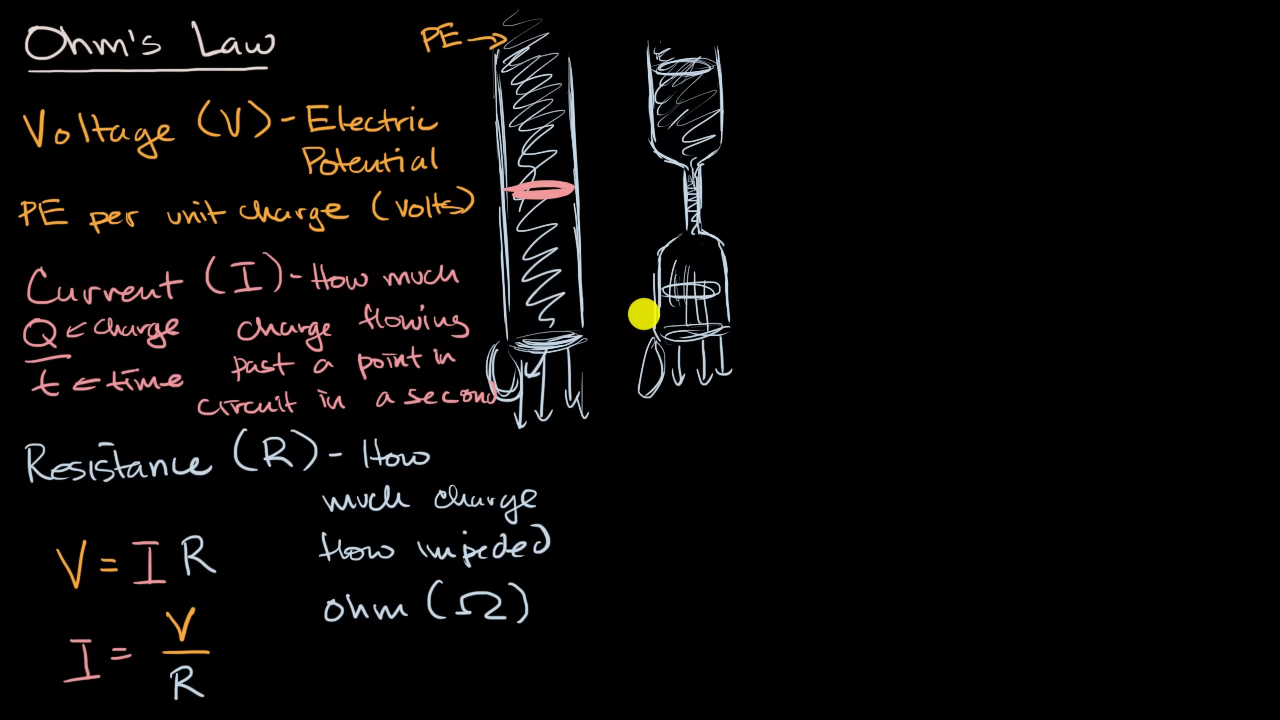 Ohm's Law
PE →
Voltage (V) - Electric
Potential
PE per unit charge (volts)
Current (I) - How much
Q ← charge charge flowing
t ← time past a point in
circuit in a second
Resistance (R) - How
much charge
flow impeded
ohm (Ω)
V = I R
I = V
R